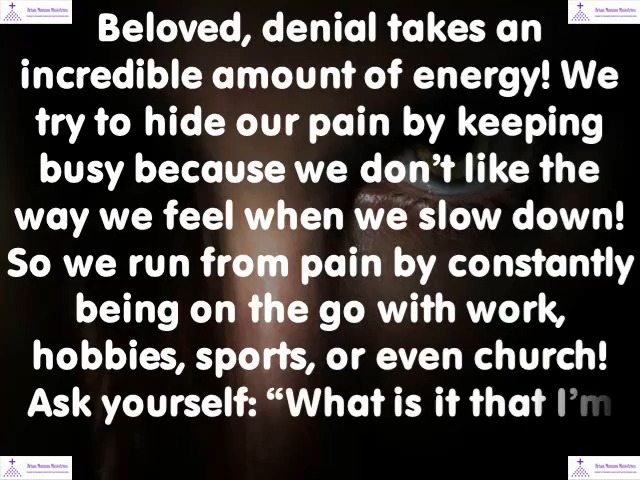 Beloved, denial takes an
incredible amount of energy! We
try to hide our pain by keeping
busy because we don’t like the
way we feel when we slow down!
So we run from pain by constantly
being on the go with work,
hobbies, sports, or even church!
Ask yourself: “What is it that I’m